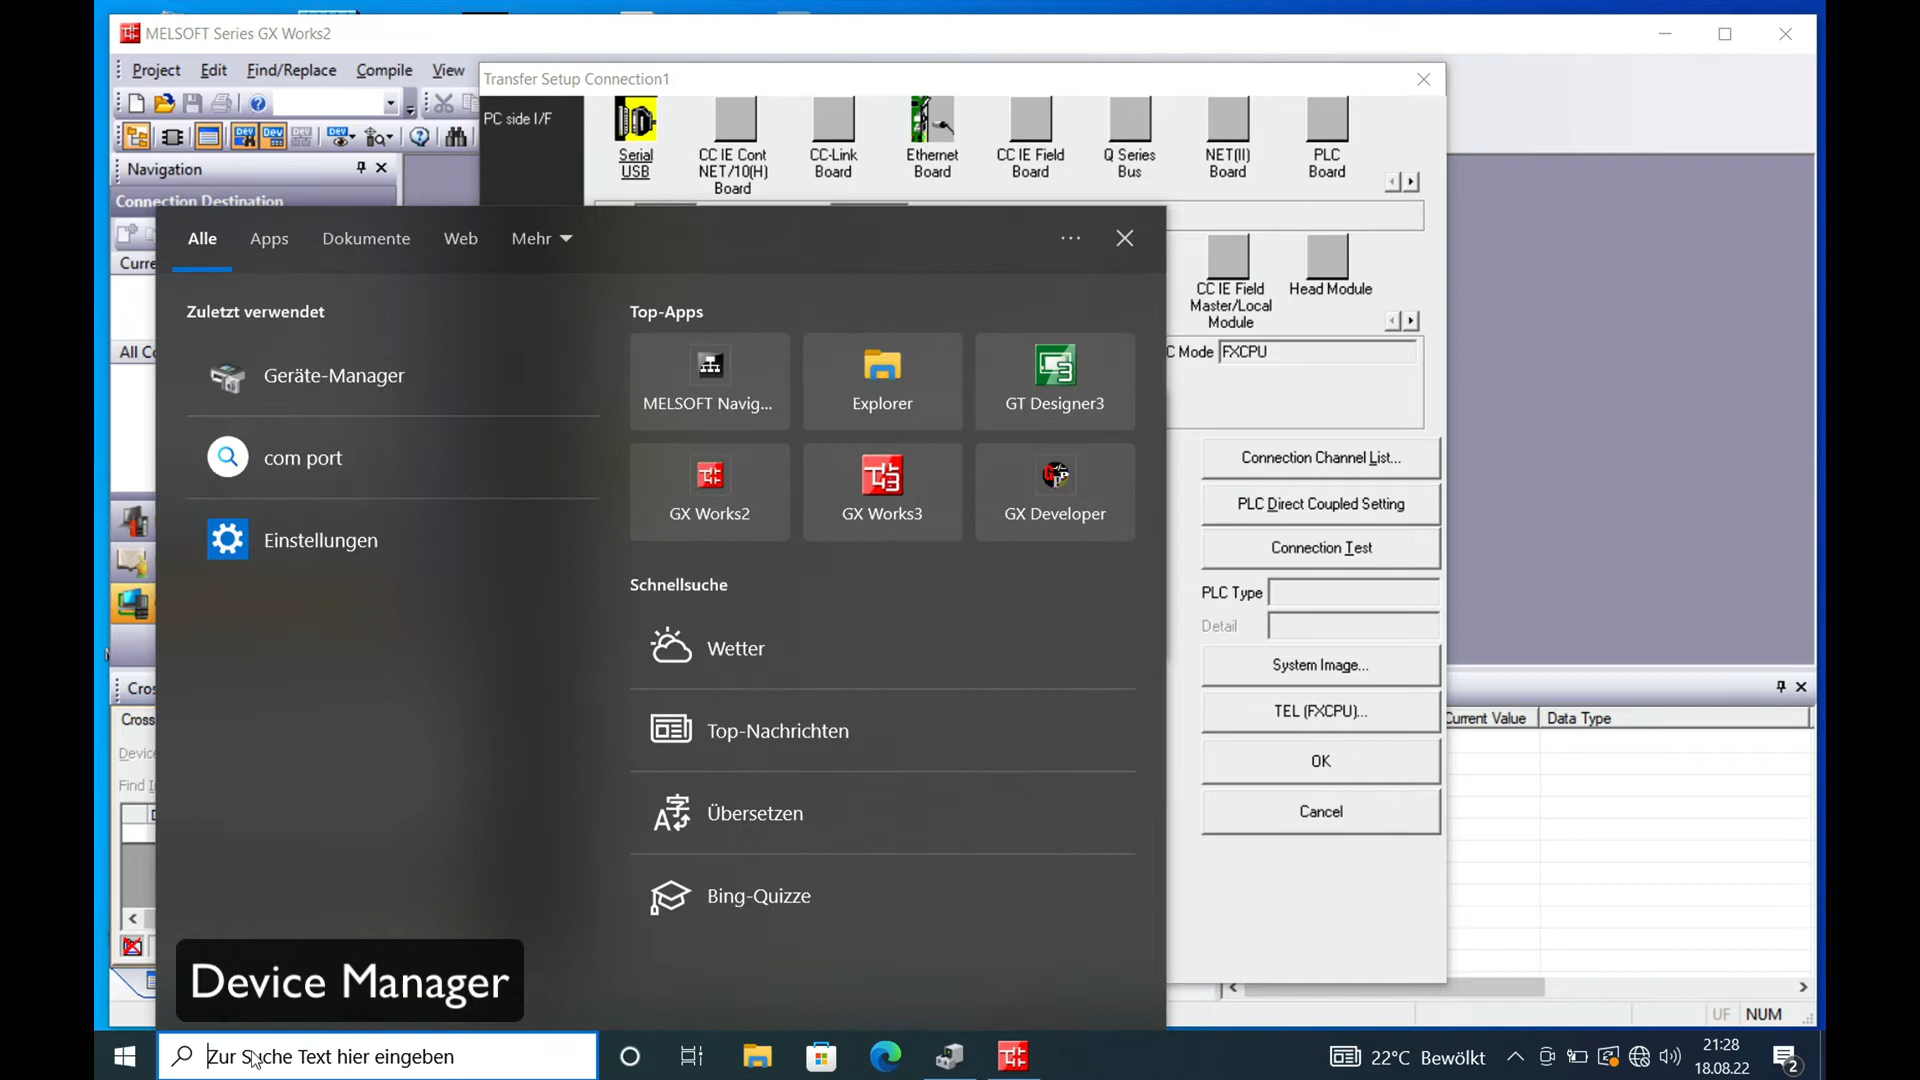 MELSOFT Series GX Works2
Project Edit Find/Replace Compile View
Transfer Setup Connection1
PC side I/F
Serial
USB
CC IE Cont
NET/10(H)
Board
CC-Link
Board
Ethernet
Board
CC IE Field
Board
Q Series
Bus
NET(II)
Board
PLC
Board
Navigation
Connection Destination
Alle Apps Dokumente Web Mehr
Zuletzt verwendet
Geräte-Manager
com port
Einstellungen
Top-Apps
MELSOFT Navig...
Explorer
GT Designer3
GX Works2
GX Works3
GX Developer
Schnellsuche
Wetter
Top-Nachrichten
Übersetzen
Bing-Quizze
CC IE Field
Master/Local
Module
Head Module
Mode FXCPU
Connection Channel List...
PLC Direct Coupled Setting
Connection Test
PLC Type
Detail
System Image...
TEL (FXCPU)...
OK
Cancel
Current Value Data Type
Cross
UF NUM
Device Manager
Zur Suche Text hier eingeben
22°C Bewölkt
21:28
18.08.22
2